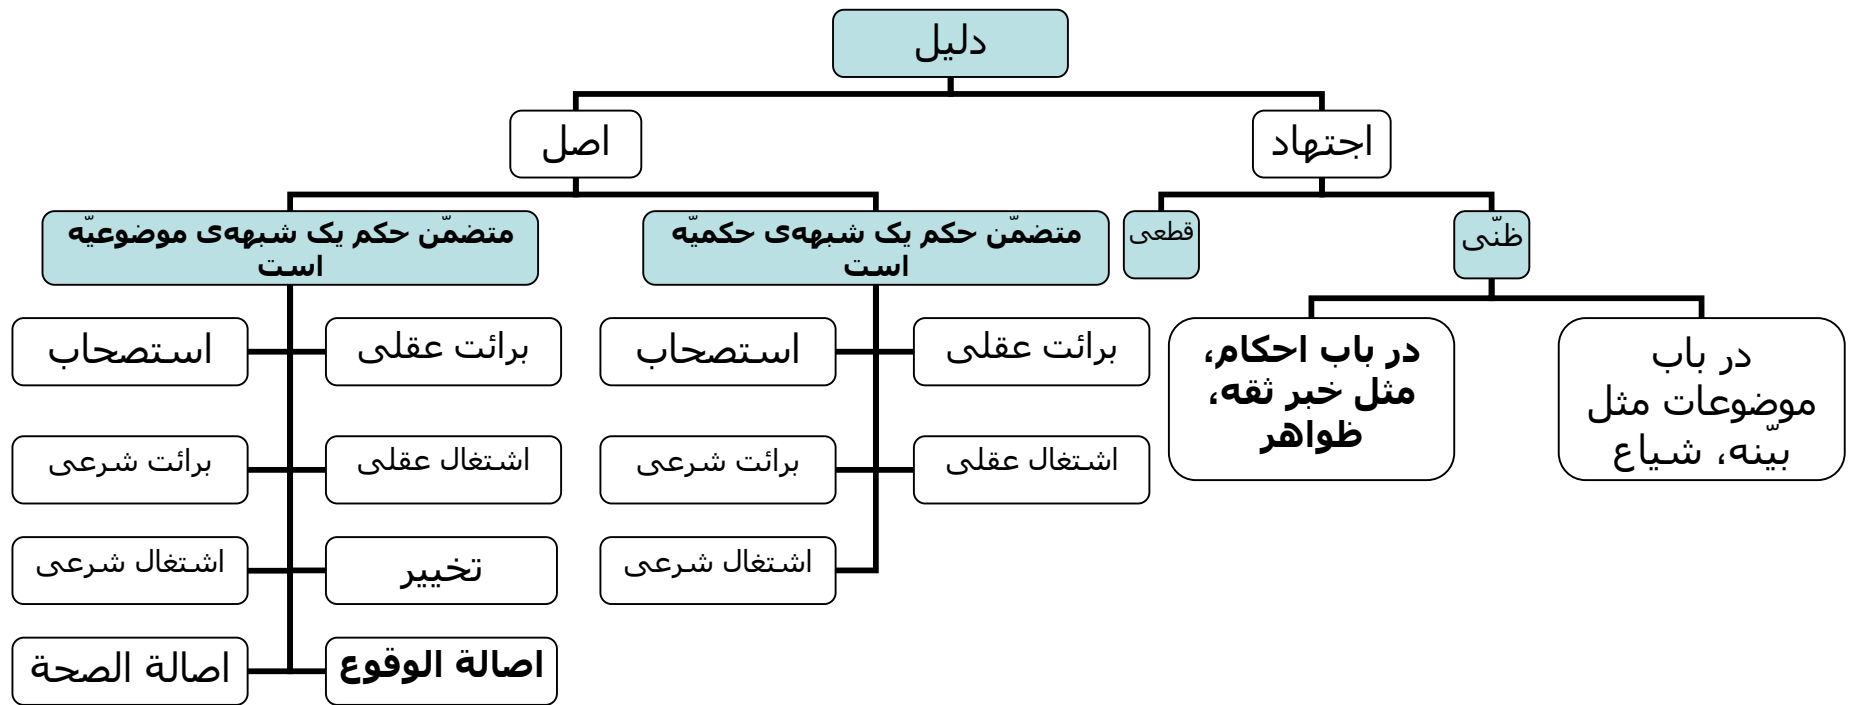 دلیل
اجتهاد
اصل
ظنّی
قطعی
متضمّن حکم یک شبهه‌ی حکمیّه
است
متضمّن حکم یک شبهه‌ی موضوعیّه
است
در باب
موضوعات مثل
بیّنه، شیاع
در باب احکام،
مثل خبر ثقه،
ظواهر
برائت عقلی
استصحاب
اشتغال عقلی
برائت شرعی
اشتغال شرعی
برائت عقلی
استصحاب
اشتغال عقلی
برائت شرعی
تخییر
اشتغال شرعی
اصالة الوقوع
اصالة الصحة